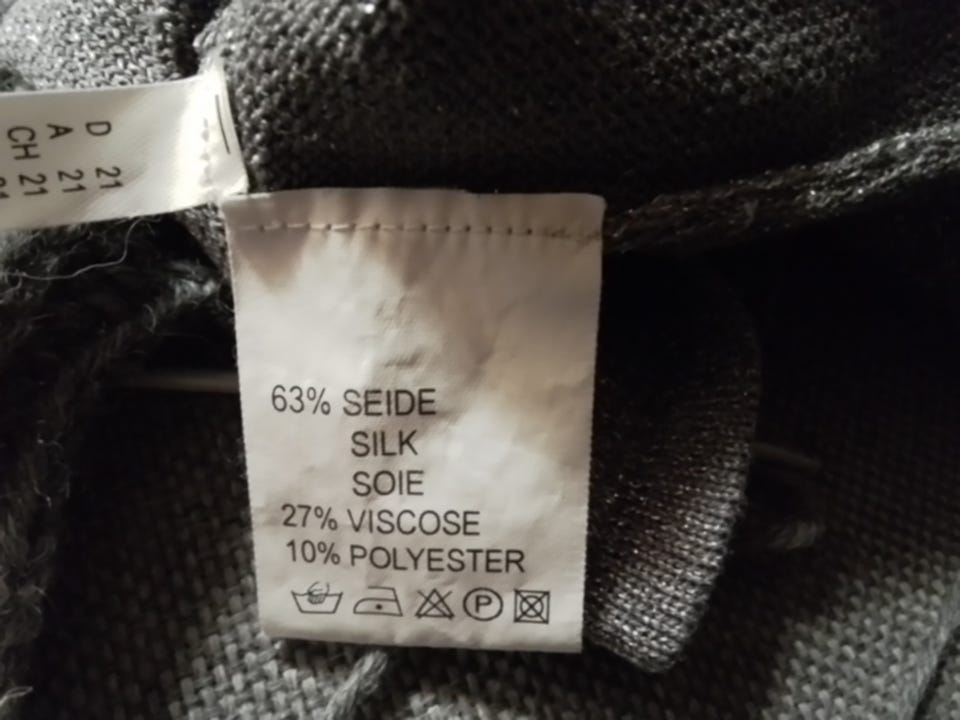 D 21
A 21
CH 21
63% SEIDE
SILK
SOIE
27% VISCOSE
10% POLYESTER
P